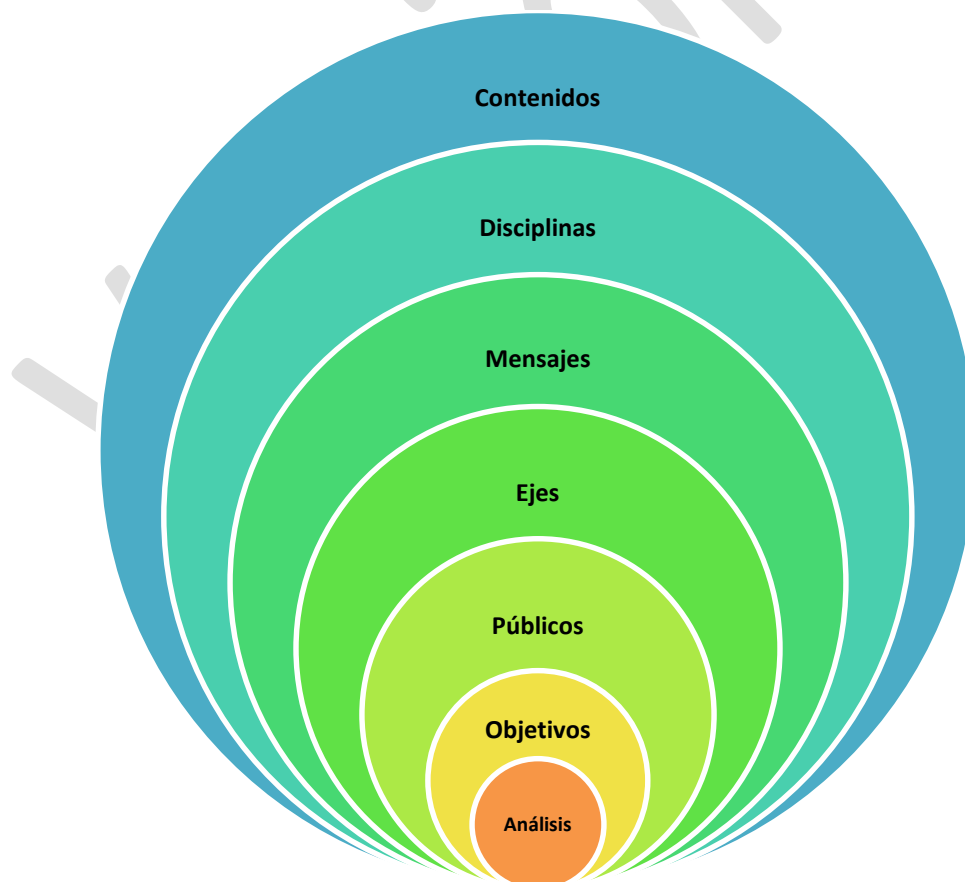 Contenidos
Disciplinas
Mensajes
Ejes
Públicos
Objetivos
Análisis